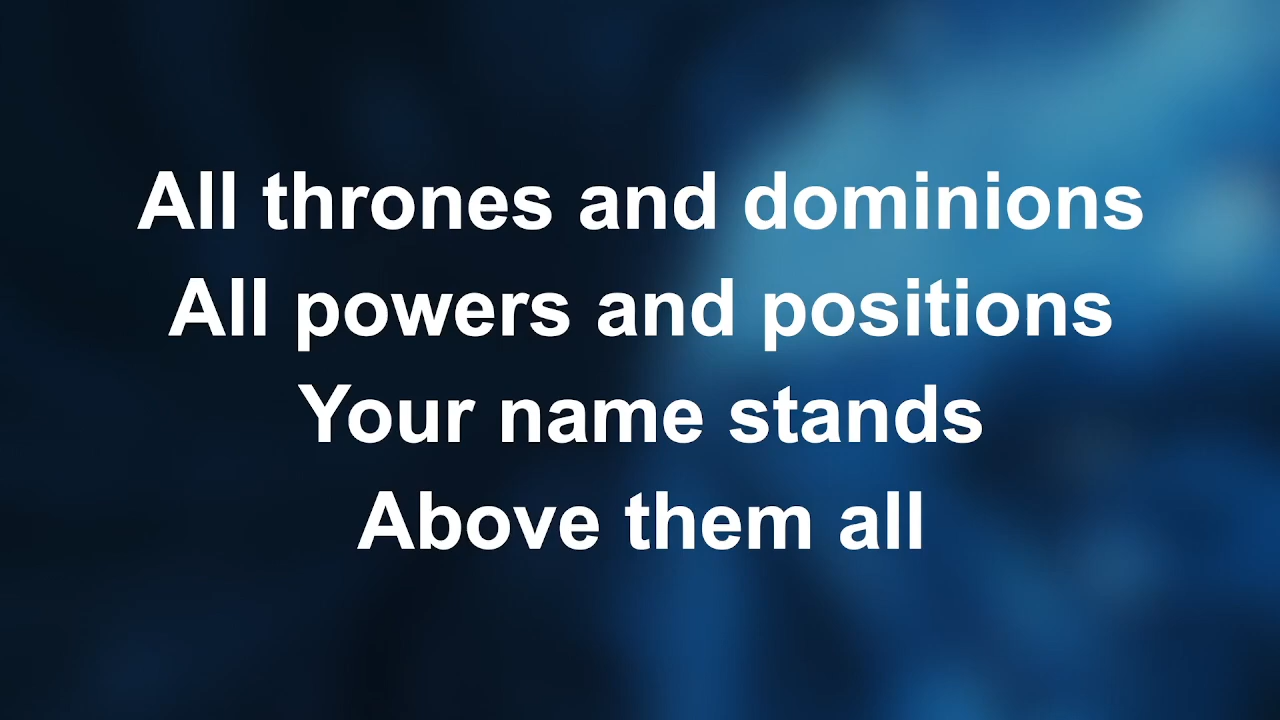 All thrones and dominions
All powers and positions
Your name stands
Above them all